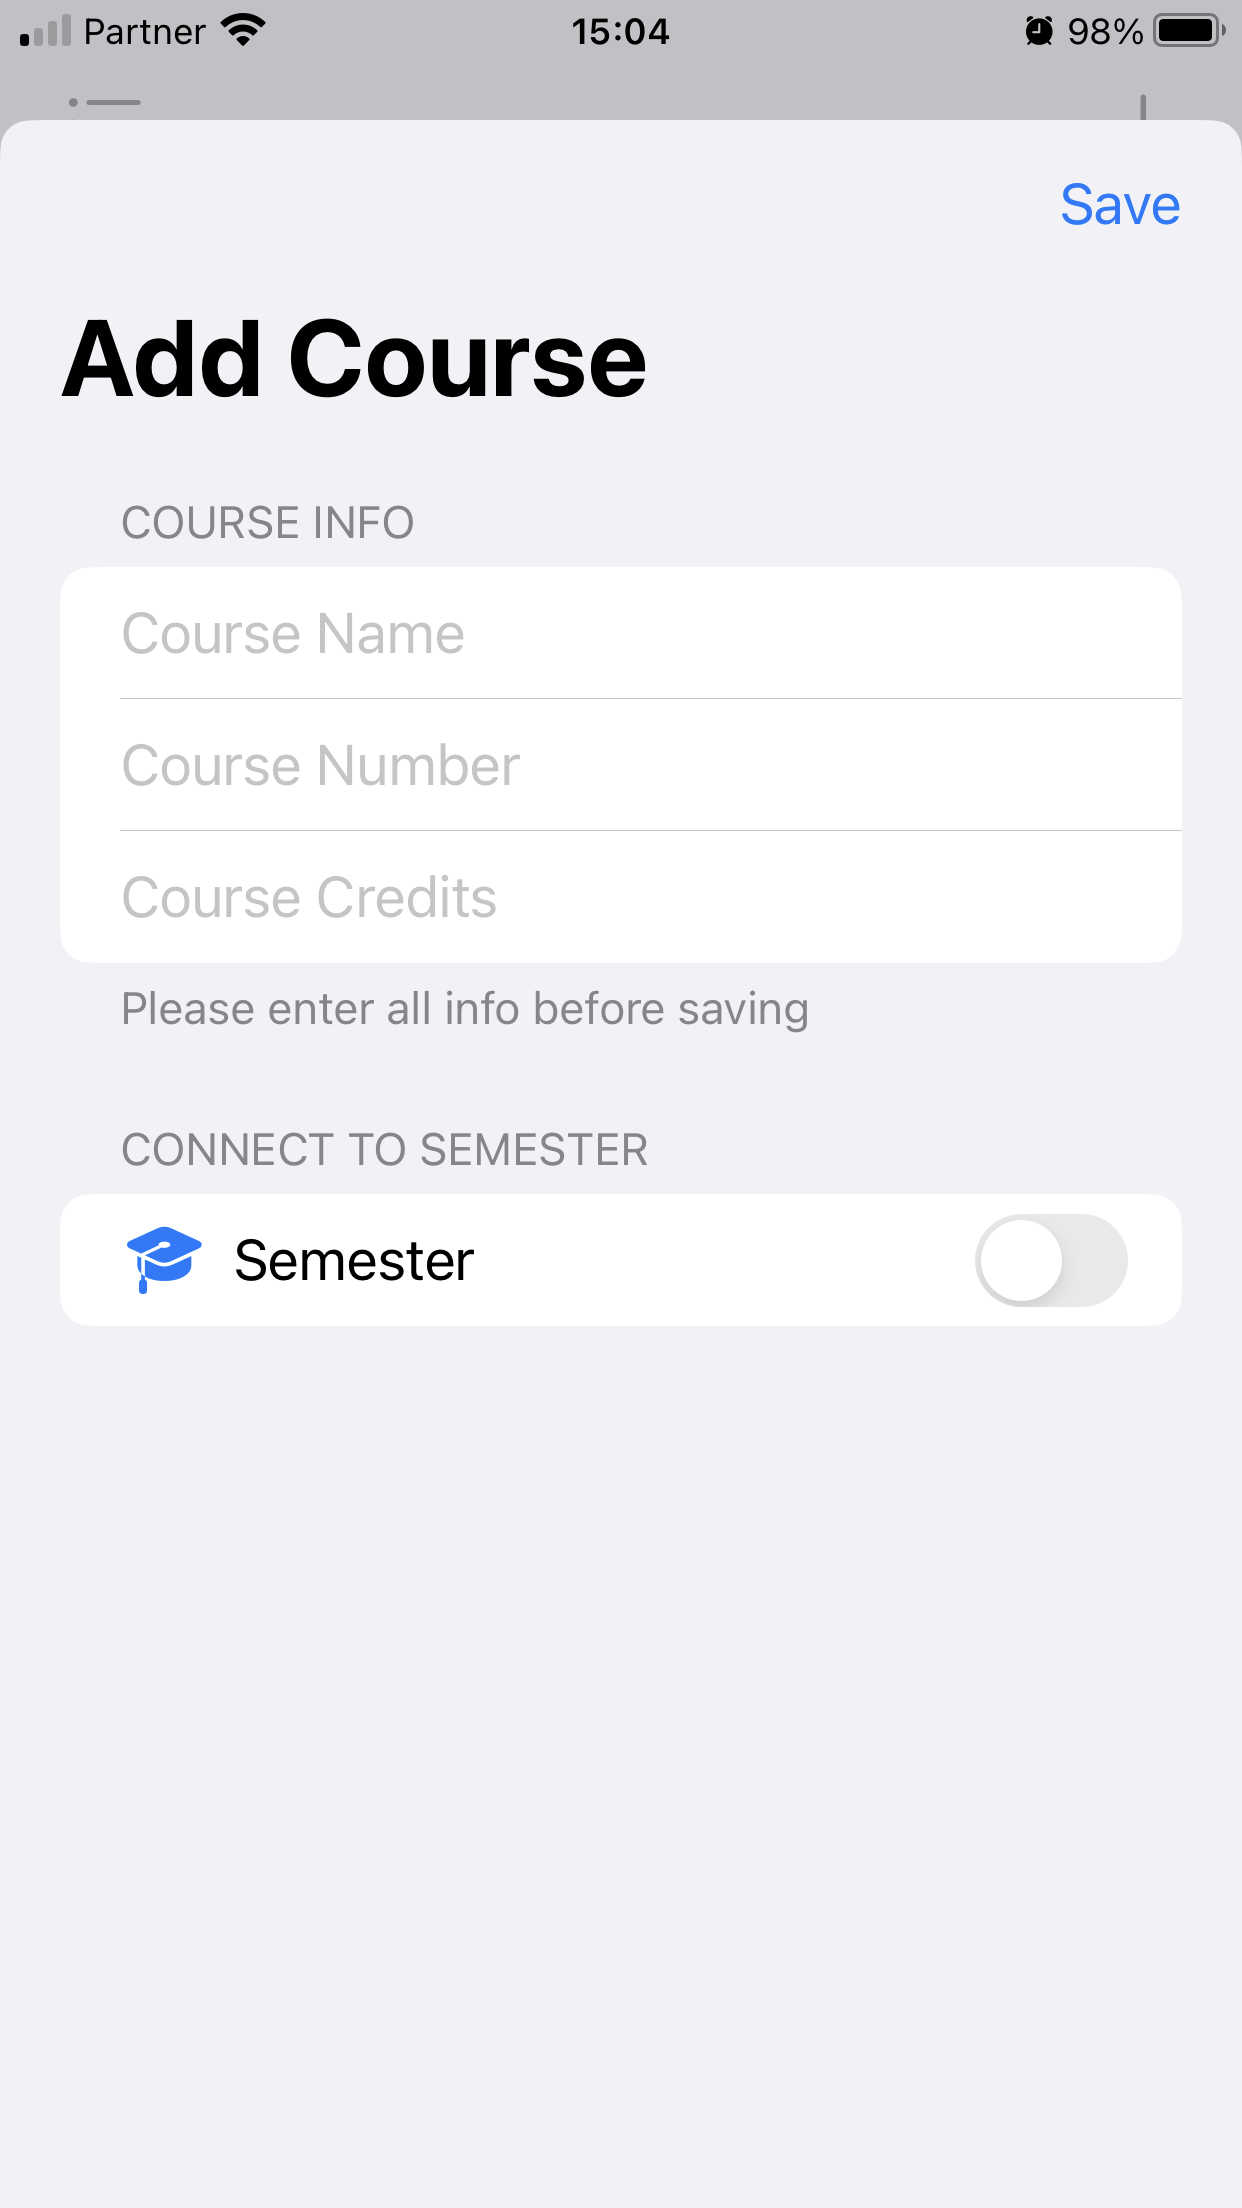 Partner 15:04 98%
Save
Add Course
COURSE INFO
Course Name
Course Number
Course Credits
Please enter all info before saving
CONNECT TO SEMESTER
Semester